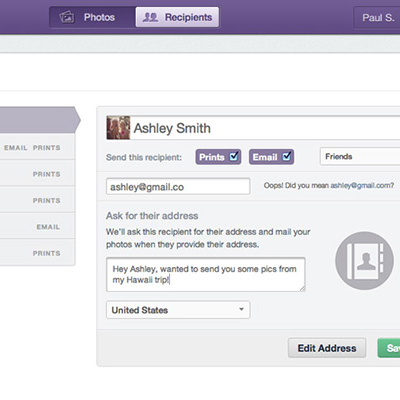 Photos
Recipients
Paul S.
Ashley Smith
EMAIL PRINTS
Send this recipient: Prints Email Friends
PRINTS
ashley@gmail.co Oops! Did you mean ashley@gmail.com?
PRINTS
Ask for their address
EMAIL
We'll ask this recipient for their address and mail your
photos when they provide their address.
PRINTS
Hey Ashley, wanted to send you some pics from
my Hawaii trip!
United States
Edit Address